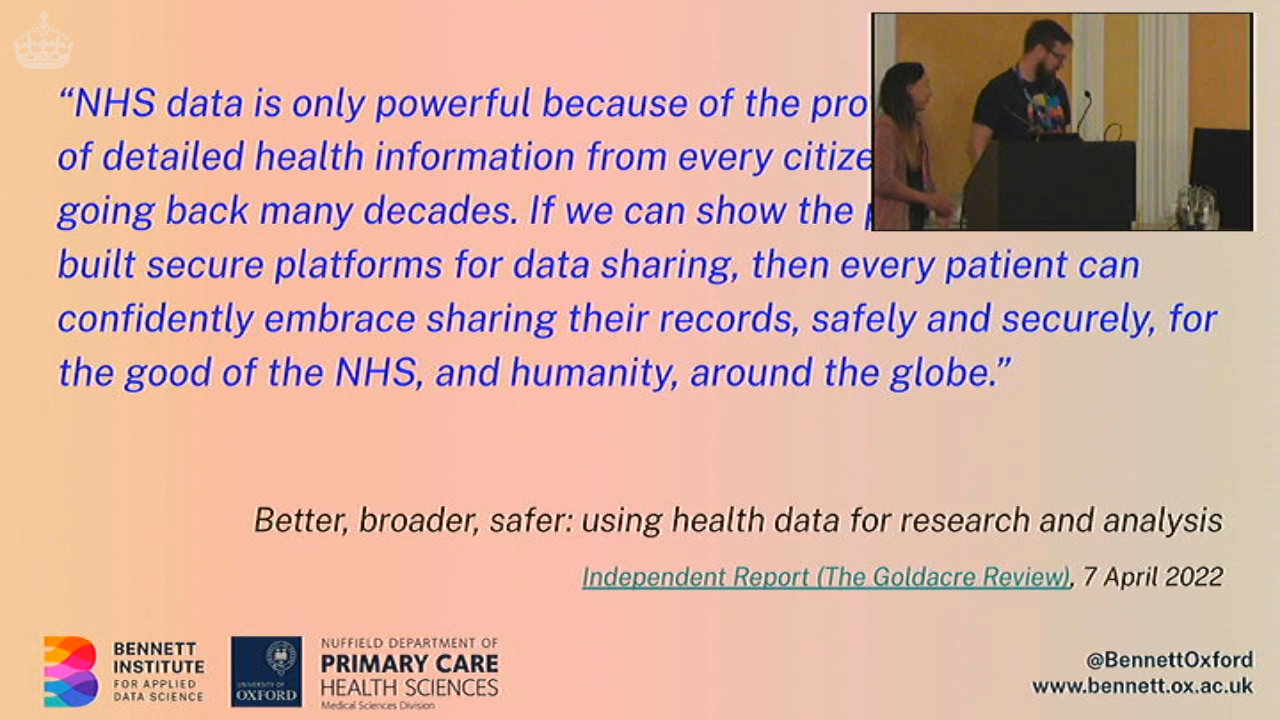 “NHS data is only powerful because of the
of detailed health information from every
going back many decades. If we can show the
built secure platforms for data sharing, then every patient can
confidently embrace sharing their records, safely and securely, for
the good of the NHS, and humanity, around the globe.”
Better, broader, safer: using health data for research and analysis
Independent Report (The Goldacre Review), 7 April 2022
BENNETT
INSTITUTE
FOR APPLIED
DATA SCIENCE
UNIVERSITY OF
OXFORD
NUFFIELD DEPARTMENT OF
PRIMARY CARE
HEALTH SCIENCES
Medical Sciences Division
@BennettOxford
www.bennett.ox.ac.uk